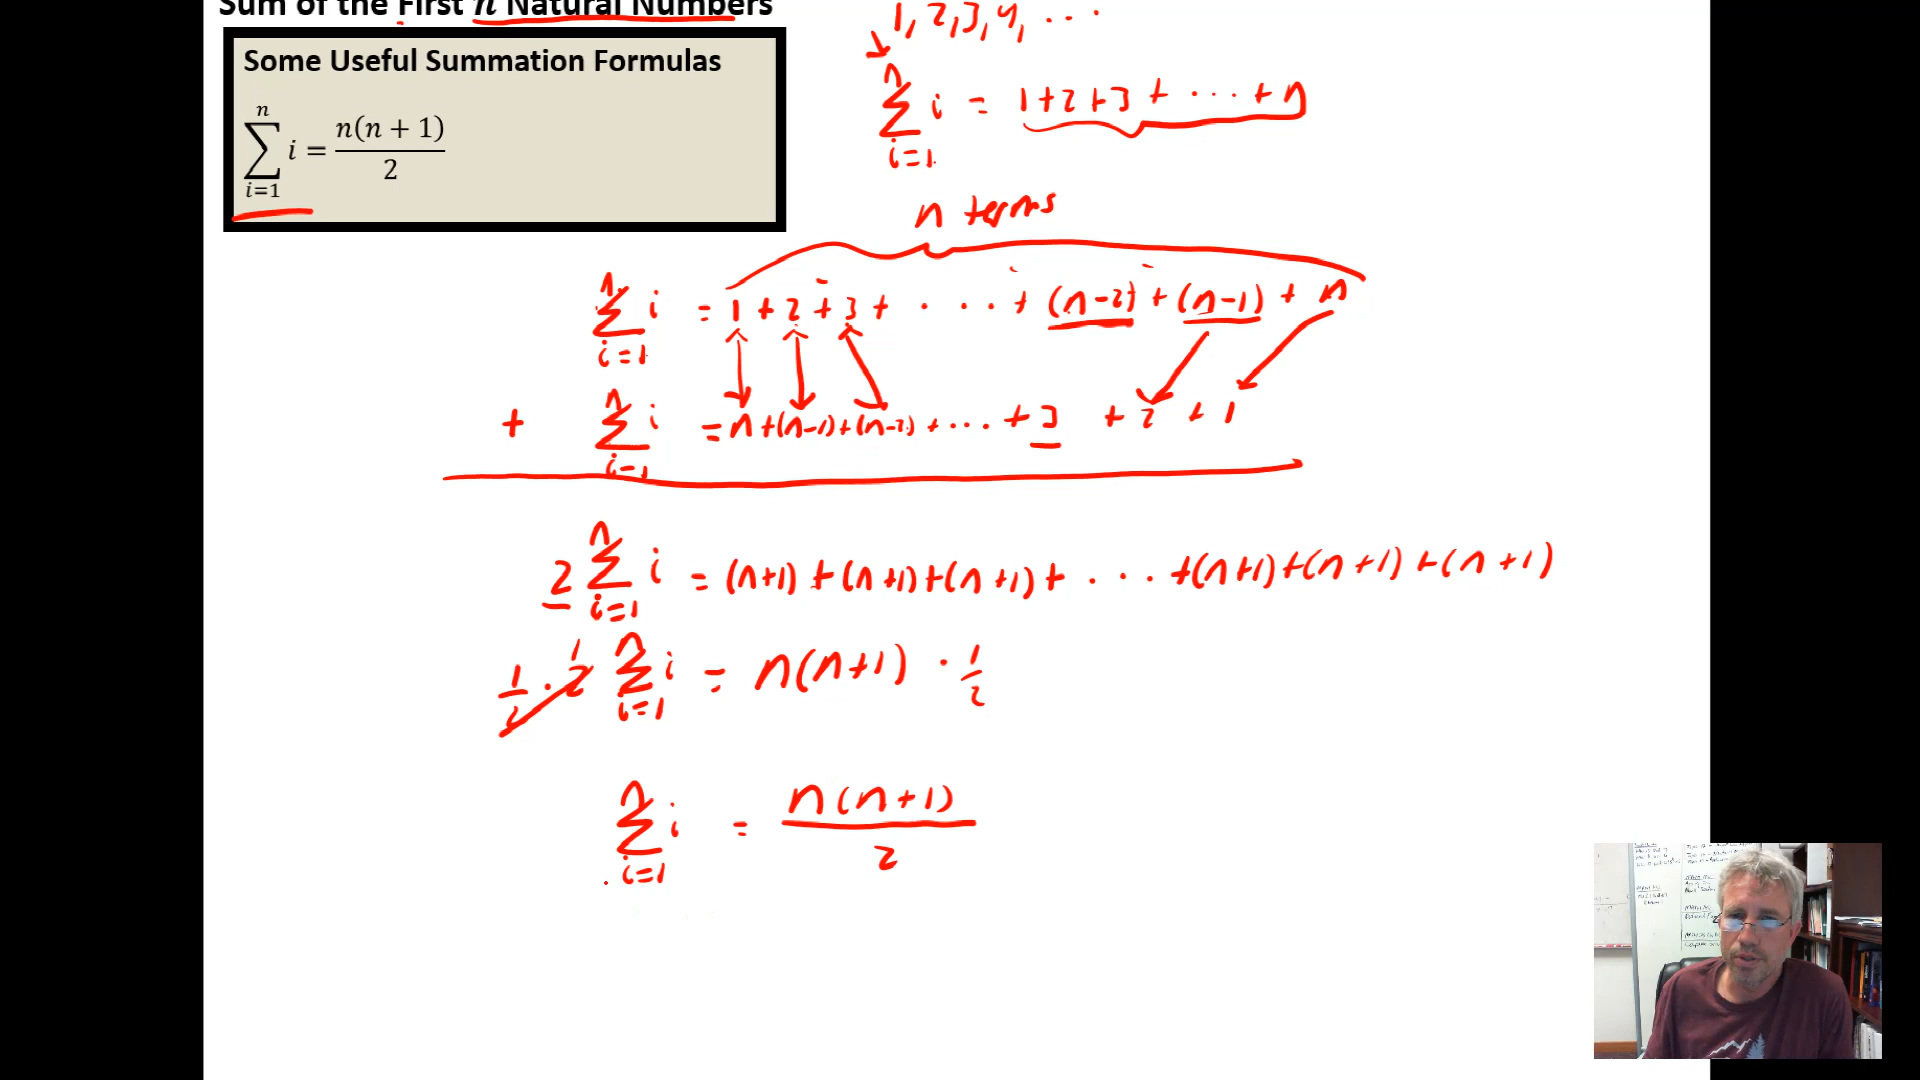 Sum of the First n Natural Numbers
Some Useful Summation Formulas
n
∑ i = n(n + 1)/2
i=1
1, 2, 3, 4, ...
n
∑ i = 1 + 2 + 3 + ... + n
i=1
n terms
n
∑ i = 1 + 2 + 3 + · · · + (n-2) + (n-1) + n
i=1
n
+ ∑ i = n + (n-1) + (n-2) + ... + 3 + 2 + 1
i=1
n
2 ∑ i = (n+1) + (n+1) + (n+1) + · · · + (n+1) + (n+1) + (n+1)
i=1
n
1/2 · 2 ∑ i = n(n+1) · 1/2
i=1
n
∑ i = n(n+1)/2
i=1